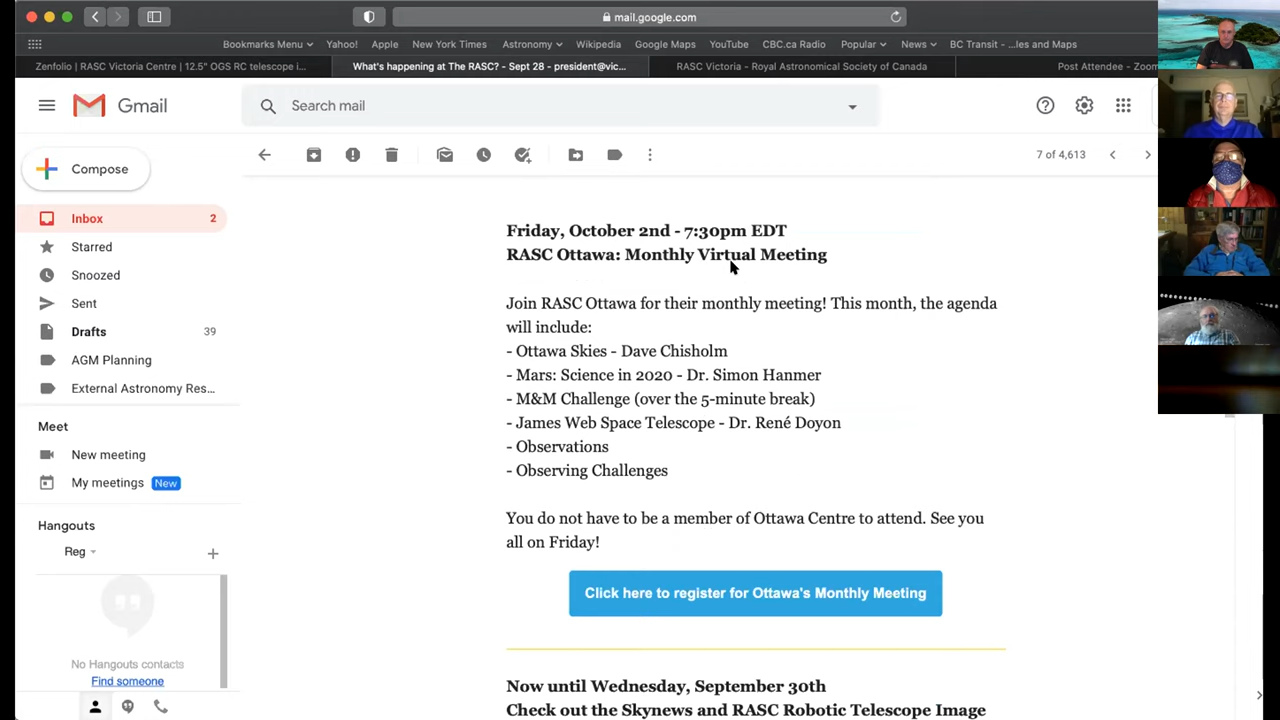 mail.google.com
Bookmarks Menu Yahoo! Apple New York Times Astronomy Wikipedia Google Maps YouTube CBC.ca Radio Popular News BC Transit - ...les and Maps
Zenfolio | RASC Victoria Centre | 12.5" OGS RC telescope i... What's happening at The RASC? - Sept 28 - president@vic... RASC Victoria - Royal Astronomical Society of Canada Post Attendee - Zoom
Gmail
Search mail
Compose
7 of 4,613
Inbox 2
Starred
Snoozed
Sent
Drafts 39
AGM Planning
External Astronomy Res...
Meet
New meeting
My meetings New
Hangouts
Reg
No Hangouts contacts
Find someone
Friday, October 2nd - 7:30pm EDT
RASC Ottawa: Monthly Virtual Meeting
Join RASC Ottawa for their monthly meeting! This month, the agenda
will include:
- Ottawa Skies - Dave Chisholm
- Mars: Science in 2020 - Dr. Simon Hanmer
- M&M Challenge (over the 5-minute break)
- James Web Space Telescope - Dr. René Doyon
- Observations
- Observing Challenges
You do not have to be a member of Ottawa Centre to attend. See you
all on Friday!
Click here to register for Ottawa's Monthly Meeting
Now until Wednesday, September 30th
Check out the Skynews and RASC Robotic Telescope Image